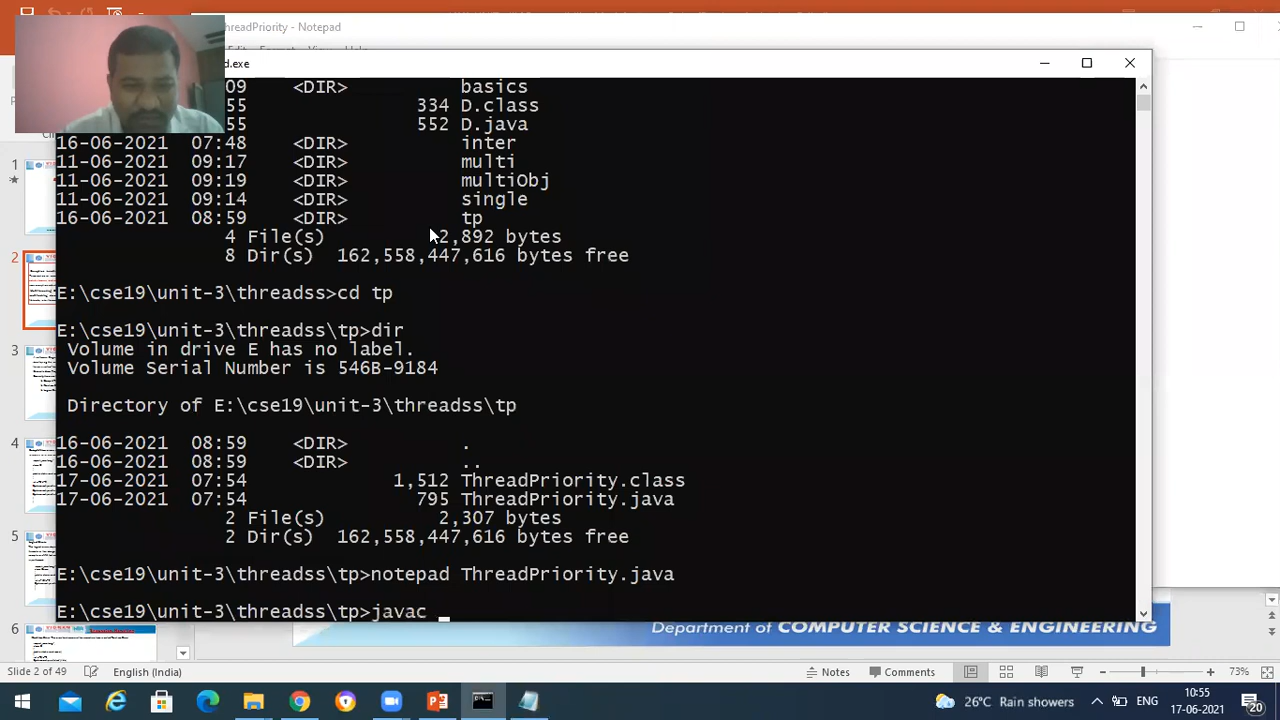 hreadPriority - Notepad
d.exe
09 <DIR> basics
55 334 D.class
55 552 D.java
16-06-2021 07:48 <DIR> inter
11-06-2021 09:17 <DIR> multi
11-06-2021 09:19 <DIR> multiObj
11-06-2021 09:14 <DIR> single
16-06-2021 08:59 <DIR> tp
4 File(s) 2,892 bytes
8 Dir(s) 162,558,447,616 bytes free
E:\cse19\unit-3\threadss>cd tp
E:\cse19\unit-3\threadss\tp>dir
Volume in drive E has no label.
Volume Serial Number is 546B-9184
Directory of E:\cse19\unit-3\threadss\tp
16-06-2021 08:59 <DIR> .
16-06-2021 08:59 <DIR> ..
17-06-2021 07:54 1,512 ThreadPriority.class
17-06-2021 07:54 795 ThreadPriority.java
2 File(s) 2,307 bytes
2 Dir(s) 162,558,447,616 bytes free
E:\cse19\unit-3\threadss\tp>notepad ThreadPriority.java
E:\cse19\unit-3\threadss\tp>javac
1
2
3
4
5
6
Department of COMPUTER SCIENCE & ENGINEERING
Slide 2 of 49 English (India) Notes Comments 73%
26°C Rain showers ENG 10:55
17-06-2021 20